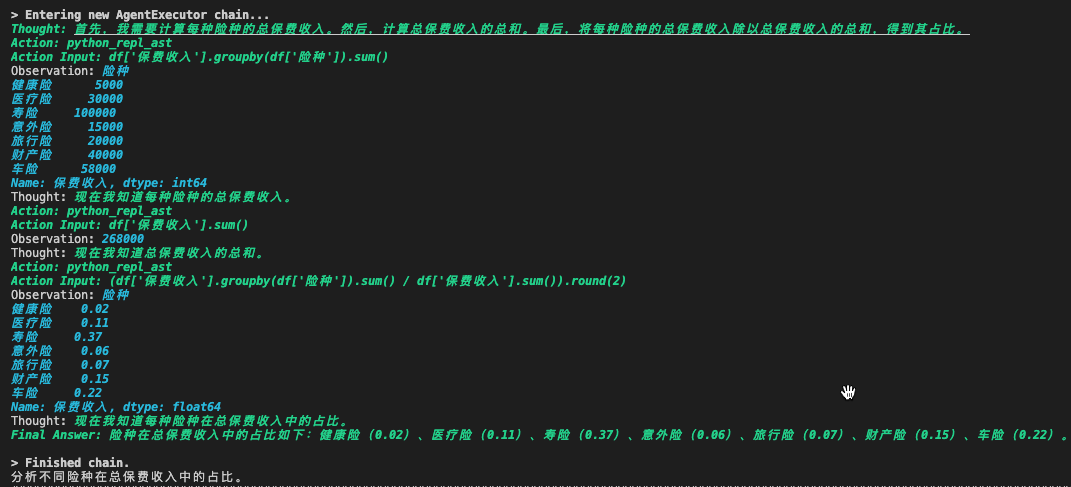 > Entering new AgentExecutor chain...
Thought: 首先，我需要计算每种险种的总保费收入。然后，计算总保费收入的总和。最后，将每种险种的总保费收入除以总保费收入的总和，得到其占比。
Action: python_repl_ast
Action Input: df['保费收入'].groupby(df['险种']).sum()
Observation: 险种
健康险 5000
医疗险 30000
寿险 100000
意外险 15000
旅行险 20000
财产险 40000
车险 58000
Name: 保费收入, dtype: int64
Thought: 现在我知道每种险种的总保费收入。
Action: python_repl_ast
Action Input: df['保费收入'].sum()
Observation: 268000
Thought: 现在我知道总保费收入的总和。
Action: python_repl_ast
Action Input: (df['保费收入'].groupby(df['险种']).sum() / df['保费收入'].sum()).round(2)
Observation: 险种
健康险 0.02
医疗险 0.11
寿险 0.37
意外险 0.06
旅行险 0.07
财产险 0.15
车险 0.22
Name: 保费收入, dtype: float64
Thought: 现在我知道每种险种在总保费收入中的占比。
Final Answer: 险种在总保费收入中的占比如下：健康险（0.02）、医疗险（0.11）、寿险（0.37）、意外险（0.06）、旅行险（0.07）、财产险（0.15）、车险（0.22）。
> Finished chain.
分析不同险种在总保费收入中的占比。